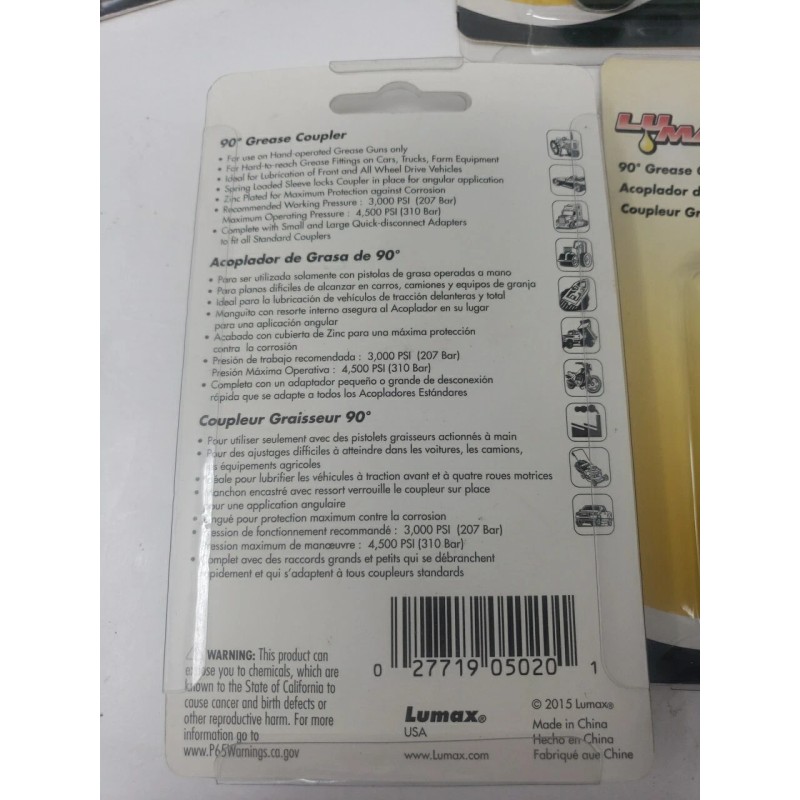 90° Grease Coupler
• For use on Hand-operated Grease Guns only
• For Hard-to-reach Grease Fittings on Cars, Trucks, Farm Equipment
• Ideal for Lubrication of Front and All Wheel Drive Vehicles
• Spring Loaded Sleeve locks Coupler in place for angular application
• Zinc Plated for Maximum Protection against Corrosion
• Recommended Working Pressure : 3,000 PSI (207 Bar)
Maximum Operating Pressure : 4,500 PSI (310 Bar)
• Complete with Small and Large Quick-disconnect Adapters
to fit all Standard Couplers
Acoplador de Grasa de 90°
• Para ser utilizada solamente con pistolas de grasa operadas a mano
• Para planos difíciles de alcanzar en carros, camiones y equipos de granja
• Ideal para la lubricación de vehículos de tracción delanteras y total
• Manguito con resorte interno asegura al Acoplador en su lugar
para una aplicación angular
• Acabado con cubierta de Zinc para una máxima protección
contra la corrosión
• Presión de trabajo recomendada : 3,000 PSI (207 Bar)
Presión Máxima Operativa : 4,500 PSI (310 Bar)
• Completa con un adaptador pequeño o grande de desconexión
rápida que se adapte a todos los Acopladores Estándares
Coupleur Graisseur 90°
• Pour utiliser seulement avec des pistolets graisseurs actionnés à main
• Pour des ajustages difficiles à atteindre dans les voitures, les camions,
les équipements agricoles
• Idéale pour lubrifier les véhicules à traction avant et à quatre roues motrices
• Manchon encastré avec ressort verrouille le coupleur sur place
pour une application angulaire
• Zingué pour protection maximum contre la corrosion
• Pression de fonctionnement recommandé : 3,000 PSI (207 Bar)
Pression maximum de manœuvre : 4,500 PSI (310 Bar)
• Complet avec des raccords grands et petits qui se débranchent
rapidement et qui s'adaptent à tous coupleurs standards
⚠ WARNING: This product can
expose you to chemicals, which are
known to the State of California to
cause cancer and birth defects or
other reproductive harm. For more
information go to
www.P65Warnings.ca.gov
0 27719 05020 1
Lumax®
USA
www.Lumax.com
© 2015 Lumax®
Made in China
Hecho en China
Fabriqué aue Chine
90° Grease
Acoplador d
Coupleur Gr